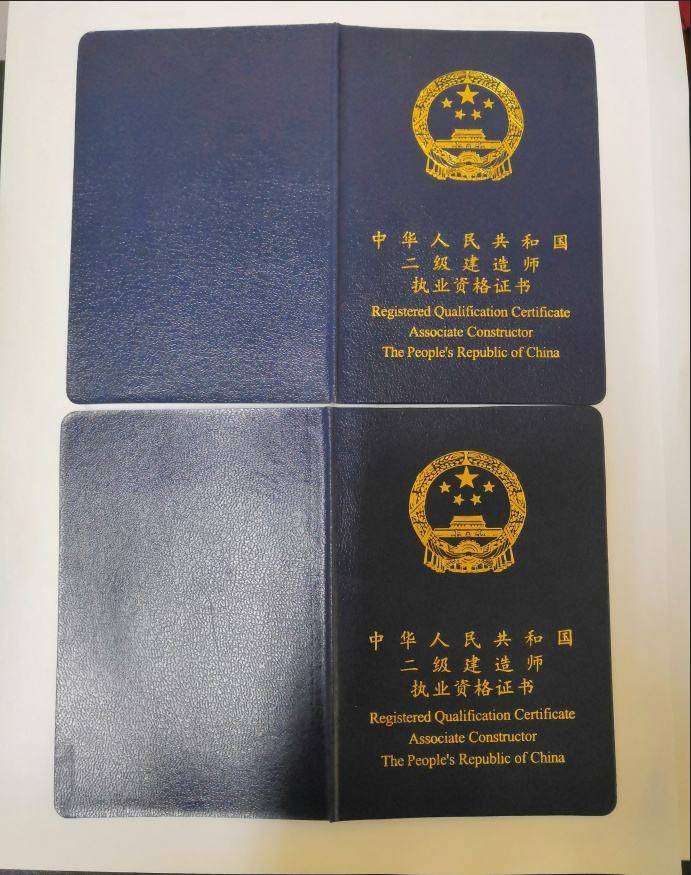 中华人民共和国
二级建造师
执业资格证书
Registered Qualification Certificate
Associate Constructor
The People's Republic of China
中华人民共和国
二级建造师
执业资格证书
Registered Qualification Certificate
Associate Constructor
The People's Republic of China